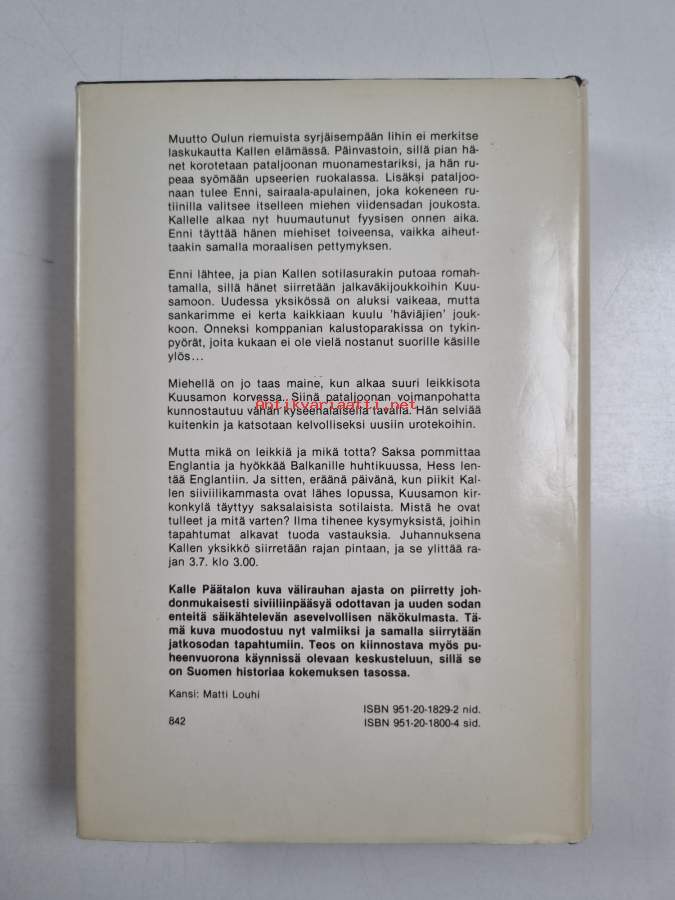 Muutto Oulun riemuista syrjäisempään Iihin ei merkitse
laskukautta Kallen elämässä. Päinvastoin, sillä pian hä-
net korotetaan pataljoonan muonamestariksi, ja hän ru-
peaa syömään upseerien ruokalassa. Lisäksi pataljoo-
naan tulee Enni, sairaala-apulainen, joka kokeneen ru-
tiinilla valitsee itselleen miehen viidensadan joukosta.
Kallelle alkaa nyt huumautunut fyysisen onnen aika.
Enni täyttää hänen miehiset toiveensa, vaikka aiheut-
taakin samalla moraalisen pettymyksen.
Enni lähtee, ja pian Kallen sotilasurakin putoaa romah-
tamalla, sillä hänet siirretään jalkaväkijoukkoihin Kuu-
samoon. Uudessa yksikössä on aluksi vaikeaa, mutta
sankarimme ei kerta kaikkiaan kuulu 'häviäjien' jouk-
koon. Onneksi komppanian kalustoparakissa on tykin-
pyörät, joita kukaan ei ole vielä nostanut suorille käsille
ylös...
Miehellä on jo taas maine, kun alkaa suuri leikkisota
Kuusamon korvessa. Siinä pataljoonan voimanpohatta
Antikvariaatti.net
kunnostautuu vähän kyseenalaisella tavalla. Hän selviää
kuitenkin ja katsotaan kelvolliseksi uusiin urotekoihin.
Mutta mikä on leikkiä ja mikä totta? Saksa pommittaa
Englantia ja hyökkää Balkanille huhtikuussa, Hess len-
tää Englantiin. Ja sitten, eräänä päivänä, kun piikit Kal-
len siiviilikammasta ovat lähes lopussa, Kuusamon kir-
konkylä täyttyy saksalaisista sotilaista. Mistä he ovat
tulleet ja mitä varten? Ilma tihenee kysymyksistä, joihin
tapahtumat alkavat tuoda vastauksia. Juhannuksena
Kallen yksikkö siirretään rajan pintaan, ja se ylittää ra-
jan 3.7. klo 3.00.
Kalle Päätalon kuva välirauhan ajasta on piirretty joh-
donmukaisesti siviiliinpääsyä odottavan ja uuden sodan
enteitä säikähtelevän asevelvollisen näkökulmasta. Tä-
mä kuva muodostuu nyt valmiiksi ja samalla siirrytään
jatkosodan tapahtumiin. Teos on kiinnostava myös pu-
heenvuorona käynnissä olevaan keskusteluun, sillä se
on Suomen historiaa kokemuksen tasossa.
Kansi: Matti Louhi
ISBN 951-20-1829-2 nid.
842 ISBN 951-20-1800-4 sid.